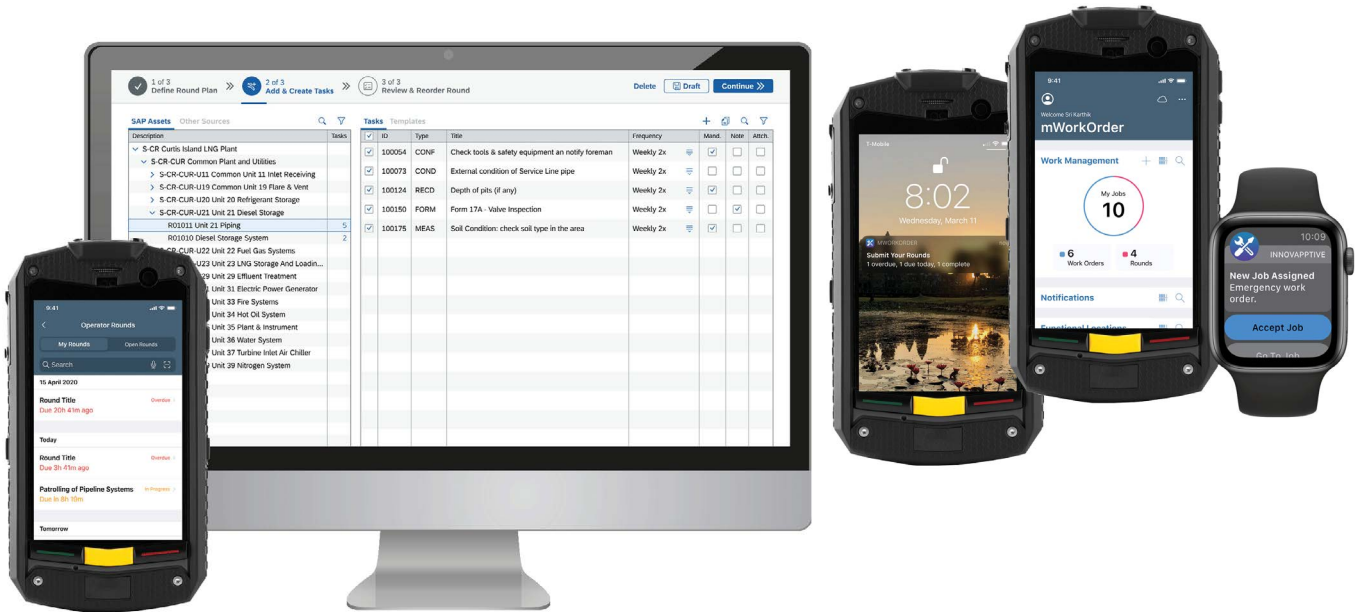 1 of 3
Define Round Plan
2 of 3
Add & Create Tasks
3 of 3
Review & Reorder Round
Delete
Draft
Continue
SAP Assets Other Sources
Description Tasks
S-CR Curtis Island LNG Plant
S-CR-CUR Common Plant and Utilities
S-CR-CUR-U11 Common Unit 11 Inlet Receiving
S-CR-CUR-U19 Common Unit 19 Flare & Vent
S-CR-CUR-U20 Unit 20 Refrigerant Storage
S-CR-CUR-U21 Unit 21 Diesel Storage
R01011 Unit 21 Piping 5
R01010 Diesel Storage System 2
S-CR-CUR-U22 Unit 22 Fuel Gas Systems
U23 Unit 23 LNG Storage And Loadin...
Unit 29 Effluent Treatment
Unit 31 Electric Power Generator
Unit 33 Fire Systems
Unit 34 Hot Oil System
Unit 35 Plant & Instrument
Unit 36 Water System
Unit 37 Turbine Inlet Air Chiller
Unit 39 Nitrogen System
Tasks Templates
ID Type Title Frequency Mand. Note Attch.
100054 CONF Check tools & safety equipment an notify foreman Weekly 2x
100073 COND External condition of Service Line pipe Weekly 2x
100124 RECD Depth of pits (if any) Weekly 2x
100150 FORM Form 17A - Valve Inspection Weekly 2x
100175 MEAS Soil Condition: check soil type in the area Weekly 2x
9:41
Operator Rounds
My Rounds Open Rounds
Search
15 April 2020
Round Title Overdue
Due 20h 41m ago
Today
Round Title Overdue
Due 3h 41m ago
Patrolling of Pipeline Systems In Progress
Due in 8h 10m
Tomorrow
T-Mobile
8:02
Wednesday, March 11
MWORKORDER
Submit Your Rounds
1 overdue, 1 due today, 1 complete
9:41
Welcome Sri Karthik
mWorkOrder
Work Management
My Jobs
10
6
Work Orders
4
Rounds
Notifications
Functional Locations
10:09
INNOVAPPTIVE
New Job Assigned
Emergency work
order.
Accept Job
Go To Job